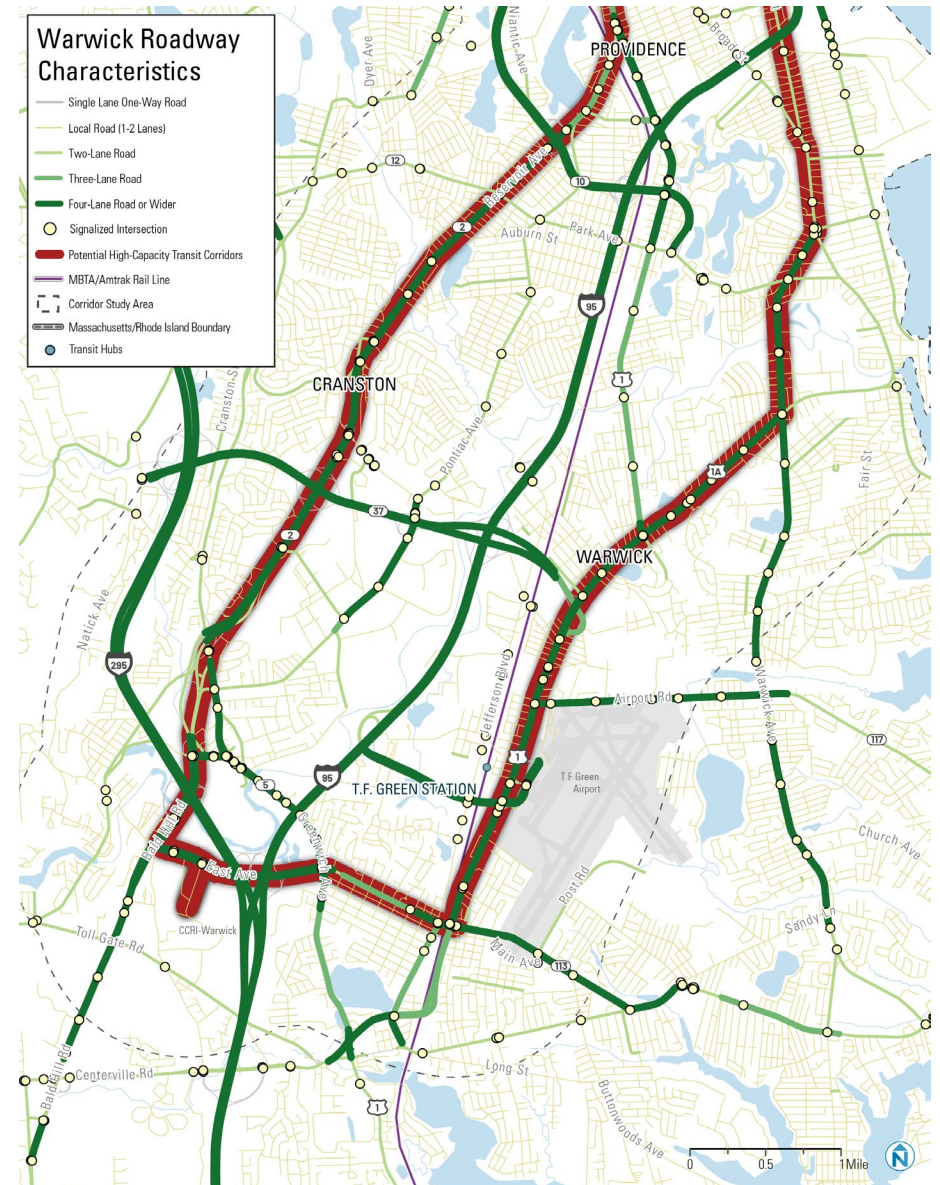 Warwick Roadway
Characteristics
Single Lane One-Way Road
Local Road (1-2 Lanes)
Two-Lane Road
Three-Lane Road
Four-Lane Road or Wider
Signalized Intersection
Potential High-Capacity Transit Corridors
MBTA/Amtrak Rail Line
Corridor Study Area
Massachusetts/Rhode Island Boundary
Transit Hubs
Dyer Ave
Niantic Ave
PROVIDENCE
Broad St
12
Reservoir Ave
10
2
Auburn St
Park Ave
95
1
CRANSTON
Cranston S
Pontiac Ave
1A
Fair St
37
2
WARWICK
Natick Ave
295
Jefferson Blvd
Airport Rd
Warwick Ave
117
1
95
5
T.F. GREEN STATION
T F Green
Airport
Bald Hill Rd
Greenwich Ave
East Ave
Church Ave
Post Rd
CCRI-Warwick
Toll Gate Rd
Main Ave
113
Sandy Ln
Centerville Rd
Bald Hill Rd
Long St
1
Buttonwoods Ave
0
0.5
1 Mile
N